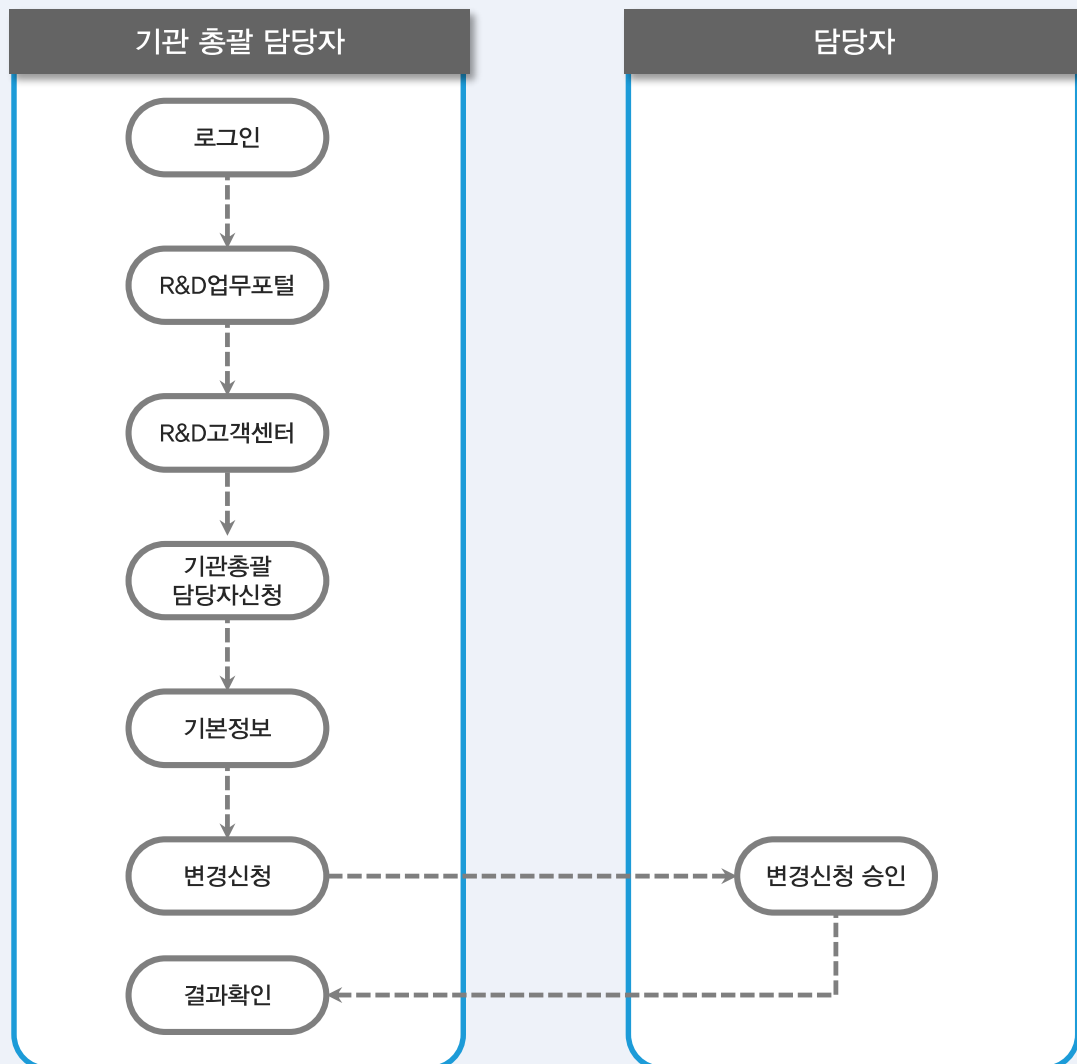 기관 총괄 담당자
담당자
로그인
R&D업무포털
R&D고객센터
기관총괄
담당자신청
기본정보
변경신청
변경신청 승인
결과확인